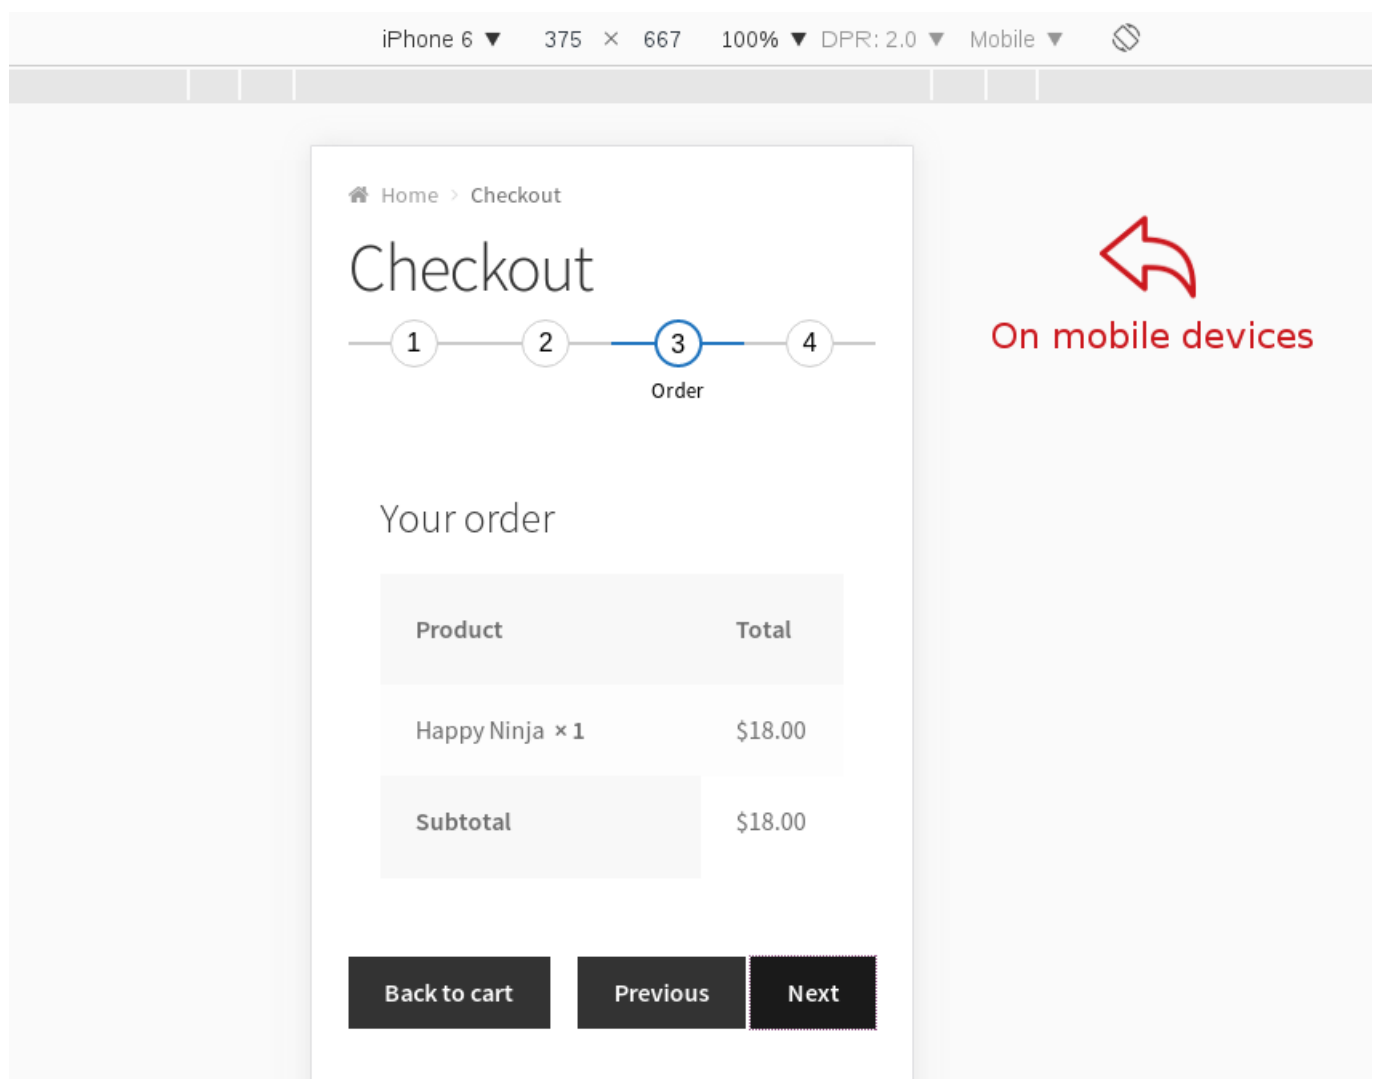 iPhone 6 ▼ 375 × 667 100% ▼ DPR: 2.0 ▼ Mobile ▼
Home > Checkout
Checkout
1 2 3 4
Order
On mobile devices
Your order
Product Total
Happy Ninja × 1 $18.00
Subtotal $18.00
Back to cart Previous Next